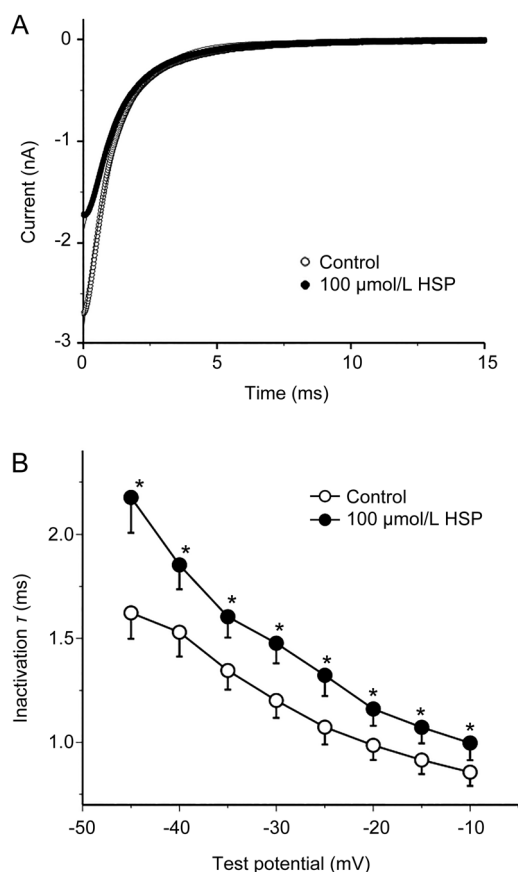 A
0
-1
-2
-3
Current (nA)
Control
100 μmol/L HSP
0
5
10
15
Time (ms)
B
2.0
1.5
1.0
Inactivation τ (ms)
Control
100 μmol/L HSP
*
*
*
*
*
*
*
*
-50
-40
-30
-20
-10
Test potential (mV)